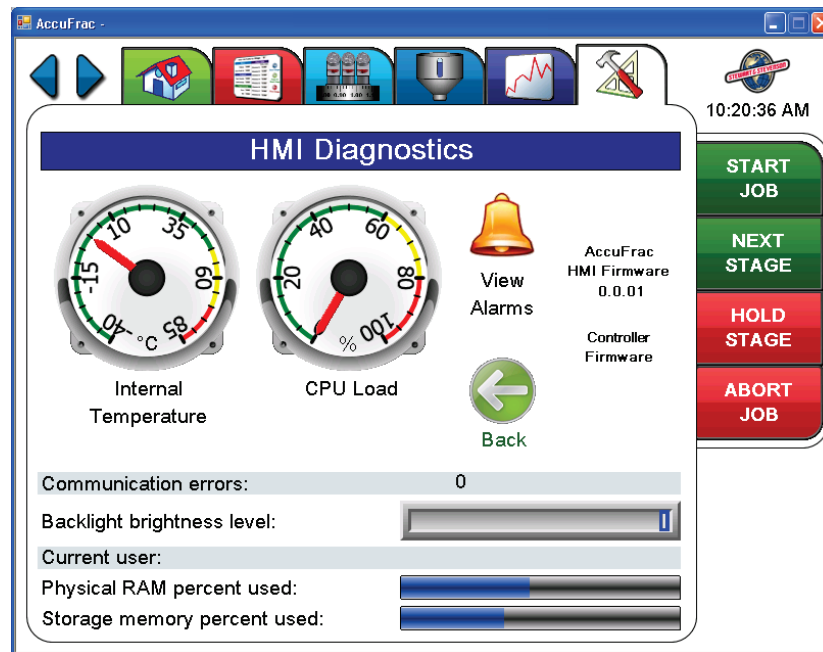 AccuFrac -
STEWART & STEVENSON
10:20:36 AM
HMI Diagnostics
START
JOB
NEXT
STAGE
HOLD
STAGE
ABORT
JOB
-40
-15
10
35
60
85
°C
Internal
Temperature
20
40
60
80
100
%
CPU Load
View
Alarms
Back
AccuFrac
HMI Firmware
0.0.01
Controller
Firmware
Communication errors: 0
Backlight brightness level:
Current user:
Physical RAM percent used:
Storage memory percent used: